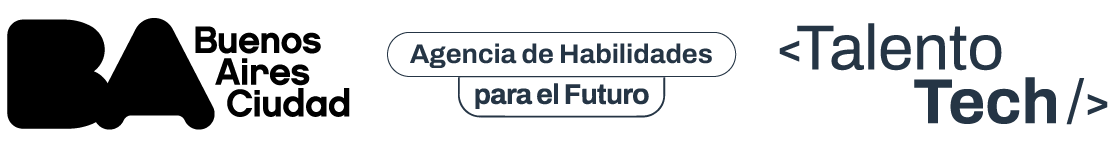 BA
Buenos
Aires
Ciudad
Agencia de Habilidades
para el Futuro
<Talento
Tech/>